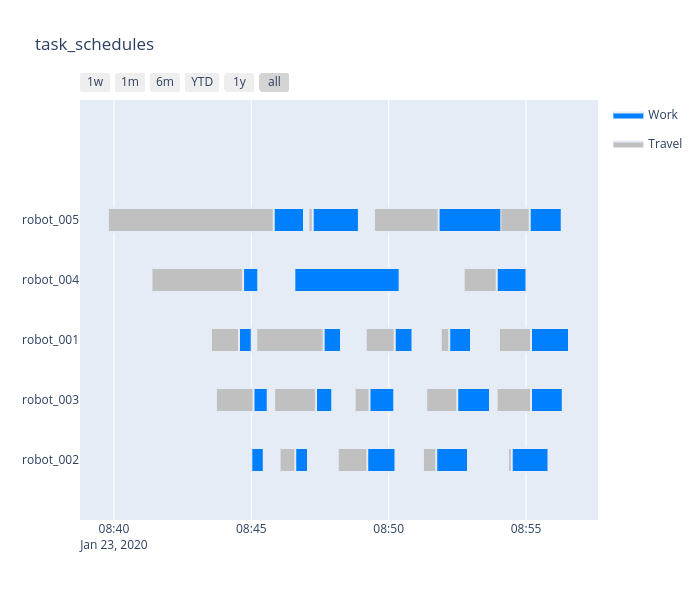 task_schedules
1w 1m 6m YTD 1y all
Work
Travel
robot_005
robot_004
robot_001
robot_003
robot_002
08:40 08:45 08:50 08:55
Jan 23, 2020